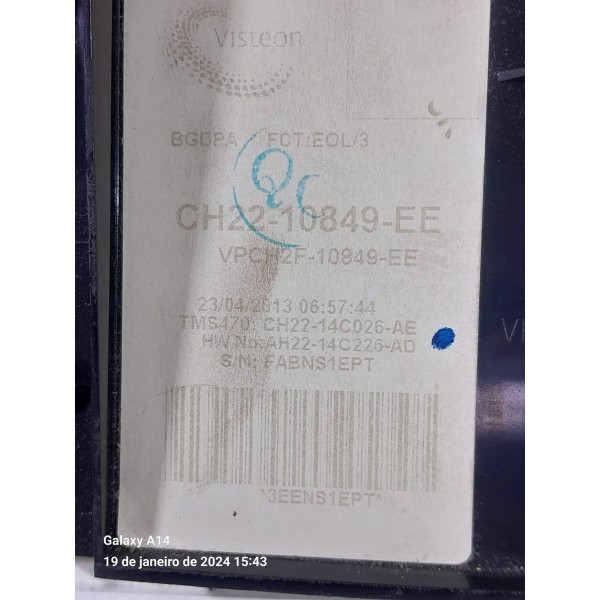 Visteon
BGDPA FCT:EOL/3
QC
CH22-10849-EE
VPCH2F-10849-EE
23/04/2013 06:57:44
TMS470: CH22-14C026-AE
HW No:AH22-14C226-AD
S/N: FABNS1EPT
*3EENS1EPT*
Galaxy A14
19 de janeiro de 2024 15:43